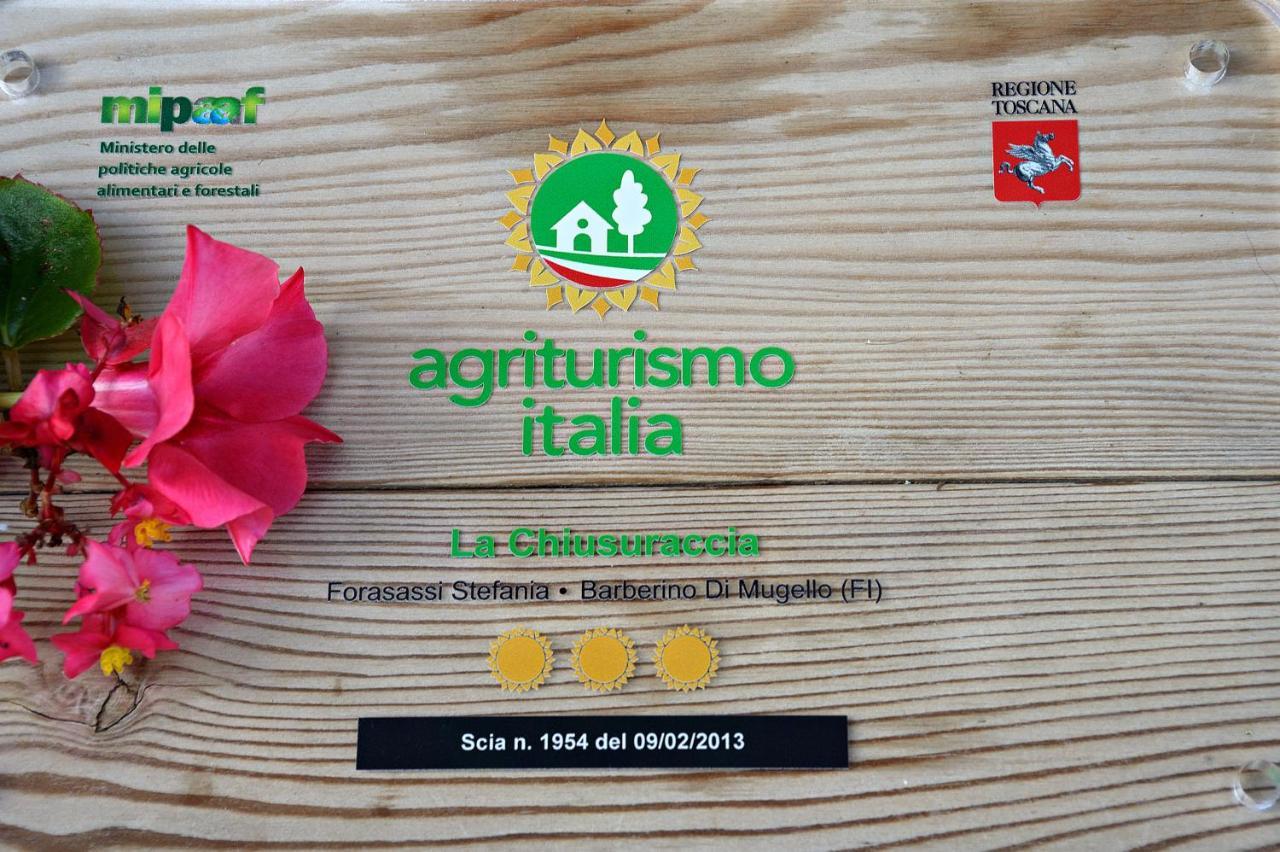 mipaaf
Ministero delle
politiche agricole
alimentari e forestali
REGIONE
TOSCANA
agriturismo
italia
La Chiusuraccia
Forasassi Stefania • Barberino Di Mugello (FI)
Scia n. 1954 del 09/02/2013